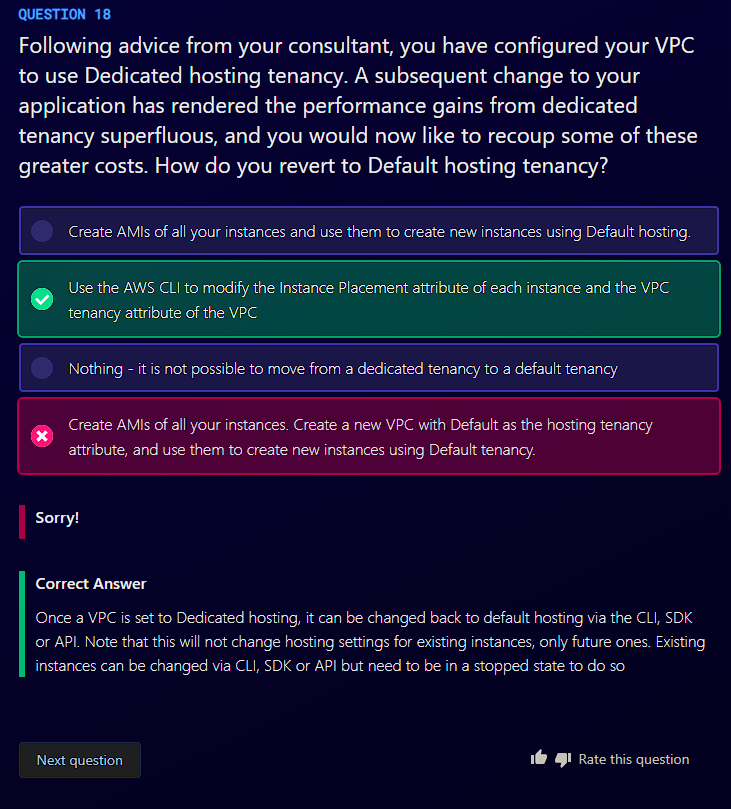 QUESTION 18
Following advice from your consultant, you have configured your VPC
to use Dedicated hosting tenancy. A subsequent change to your
application has rendered the performance gains from dedicated
tenancy superfluous, and you would now like to recoup some of these
greater costs. How do you revert to Default hosting tenancy?
Create AMIs of all your instances and use them to create new instances using Default hosting.
Use the AWS CLI to modify the Instance Placement attribute of each instance and the VPC
tenancy attribute of the VPC
Nothing - it is not possible to move from a dedicated tenancy to a default tenancy
Create AMIs of all your instances. Create a new VPC with Default as the hosting tenancy
attribute, and use them to create new instances using Default tenancy.
Sorry!
Correct Answer
Once a VPC is set to Dedicated hosting, it can be changed back to default hosting via the CLI, SDK
or API. Note that this will not change hosting settings for existing instances, only future ones. Existing
instances can be changed via CLI, SDK or API but need to be in a stopped state to do so
Next question
Rate this question